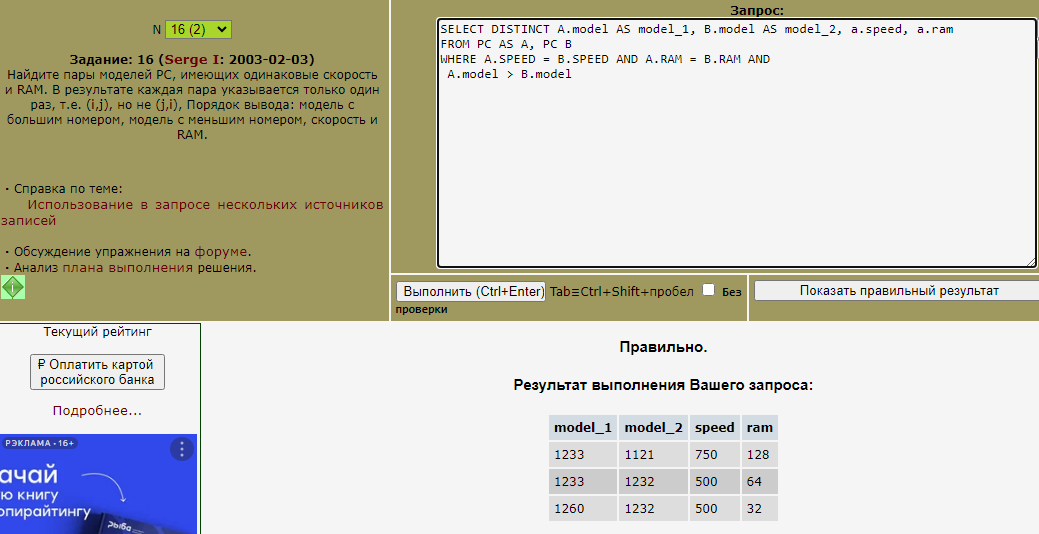 N 16 (2)
Задание: 16 (Serge I: 2003-02-03)
Найдите пары моделей PC, имеющих одинаковые скорость
и RAM. В результате каждая пара указывается только один
раз, т.е. (i,j), но не (j,i), Порядок вывода: модель с
большим номером, модель с меньшим номером, скорость и
RAM.
· Справка по теме:
Использование в запросе нескольких источников
записей
· Обсуждение упражнения на форуме.
· Анализ плана выполнения решения.
Запрос:
SELECT DISTINCT A.model AS model_1, B.model AS model_2, a.speed, a.ram
FROM PC AS A, PC B
WHERE A.SPEED = B.SPEED AND A.RAM = B.RAM AND
A.model > B.model
Выполнить (Ctrl+Enter) Tab≡Ctrl+Shift+пробел Без
проверки
Показать правильный результат
Текущий рейтинг
₽ Оплатить картой
российского банка
Подробнее...
РЭКЛАМА • 16+
ачай
ю книгу
опирайтингу
рыба
Правильно.
Результат выполнения Вашего запроса:
model_1 model_2 speed ram
1233 1121 750 128
1233 1232 500 64
1260 1232 500 32